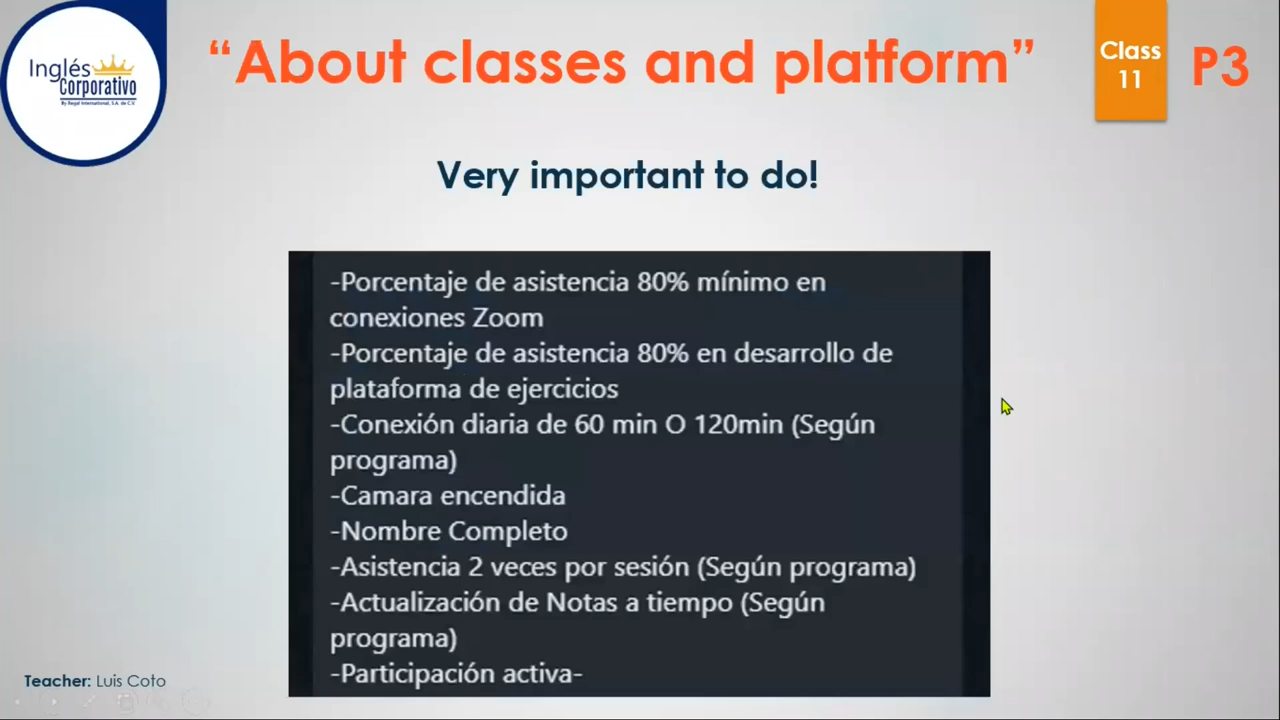 Inglés
Corporativo
By Regal International, S.A. de C.V.
“About classes and platform”
Class
11
P3
Very important to do!
-Porcentaje de asistencia 80% mínimo en
conexiones Zoom
-Porcentaje de asistencia 80% en desarrollo de
plataforma de ejercicios
-Conexión diaria de 60 min O 120min (Según
programa)
-Camara encendida
-Nombre Completo
-Asistencia 2 veces por sesión (Según programa)
-Actualización de Notas a tiempo (Según
programa)
-Participación activa-
Teacher: Luis Coto